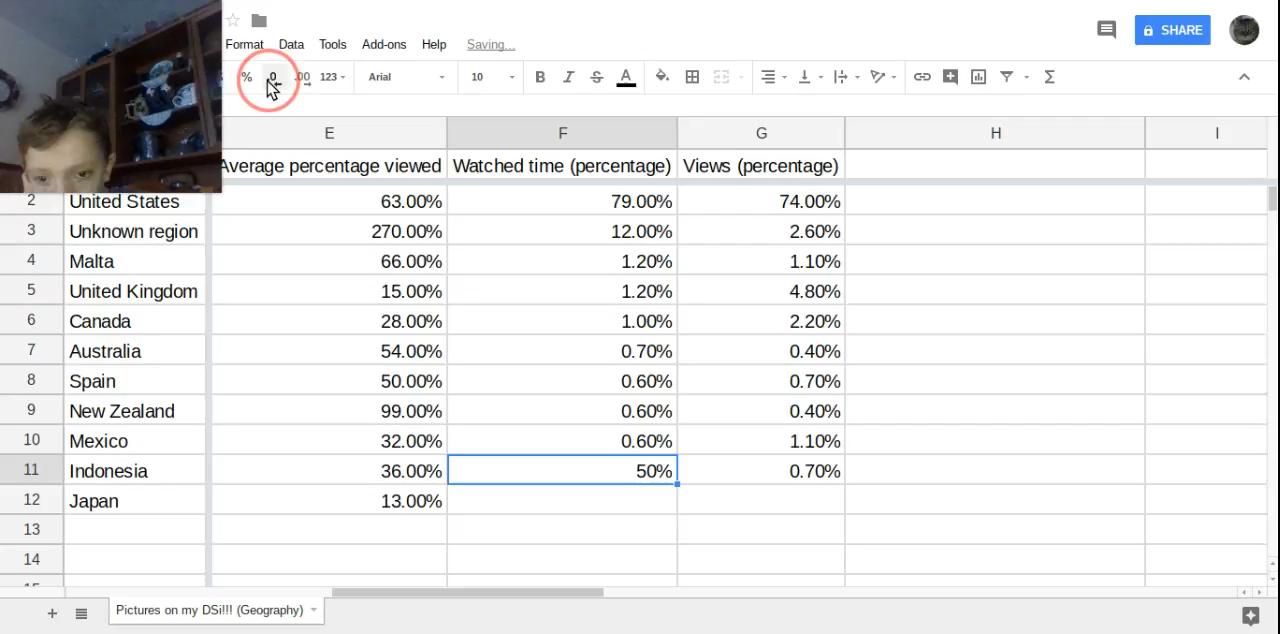 Format Data Tools Add-ons Help Saving... SHARE
% .0 .00 123 Arial 10 B I S A Σ
E F G H I
Average percentage viewed Watched time (percentage) Views (percentage)
2 United States 63.00% 79.00% 74.00%
3 Unknown region 270.00% 12.00% 2.60%
4 Malta 66.00% 1.20% 1.10%
5 United Kingdom 15.00% 1.20% 4.80%
6 Canada 28.00% 1.00% 2.20%
7 Australia 54.00% 0.70% 0.40%
8 Spain 50.00% 0.60% 0.70%
9 New Zealand 99.00% 0.60% 0.40%
10 Mexico 32.00% 0.60% 1.10%
11 Indonesia 36.00% 50% 0.70%
12 Japan 13.00%
13
14
Pictures on my DSi!!! (Geography)